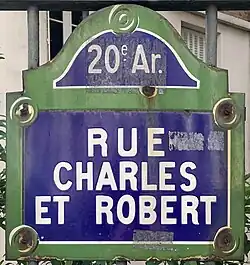 20e Ar.
RUE
CHARLES
ET ROBERT